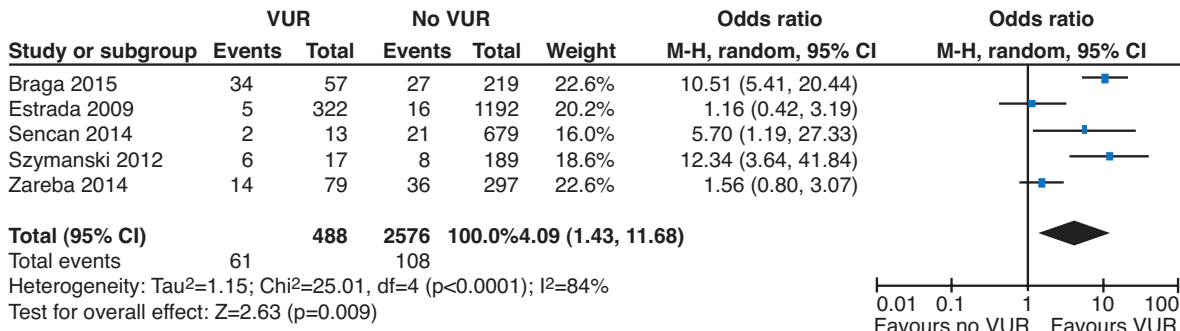 VUR No VUR Odds ratio Odds ratio
Study or subgroup Events Total Events Total Weight M-H, random, 95% CI M-H, random, 95% CI
Braga 2015 34 57 27 219 22.6% 10.51 (5.41, 20.44)
Estrada 2009 5 322 16 1192 20.2% 1.16 (0.42, 3.19)
Sencan 2014 2 13 21 679 16.0% 5.70 (1.19, 27.33)
Szymanski 2012 6 17 8 189 18.6% 12.34 (3.64, 41.84)
Zareba 2014 14 79 36 297 22.6% 1.56 (0.80, 3.07)
Total (95% CI) 488 2576 100.0%4.09 (1.43, 11.68)
Total events 61 108
Heterogeneity: Tau²=1.15; Chi²=25.01, df=4 (p<0.0001); I²=84%
Test for overall effect: Z=2.63 (p=0.009)
0.01 0.1 1 10 100
Favours no VUR Favours VUR